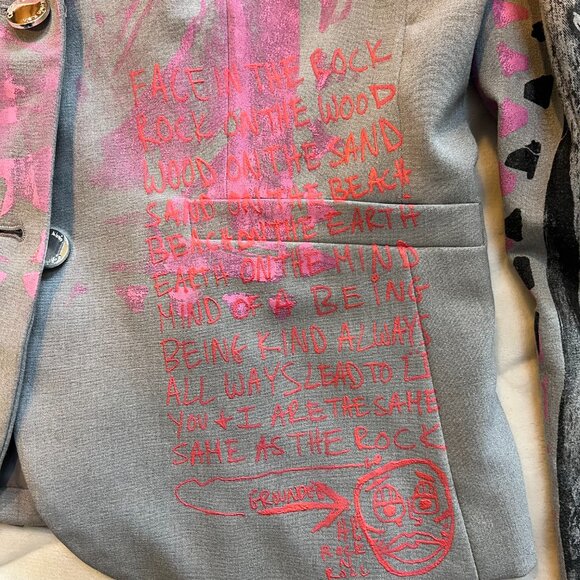 FACE IN THE ROCK
ROCK ON THE WOOD
WOOD ON THE SAND
SAND ON THE BEACH
BEACH ON THE EARTH
EARTH ON THE MIND
MIND OF A BEING
BEING KIND ALWAYS
ALL WAYS LEAD TO
YOU + I ARE THE SAME
SAME AS THE ROCK
GROUNDED